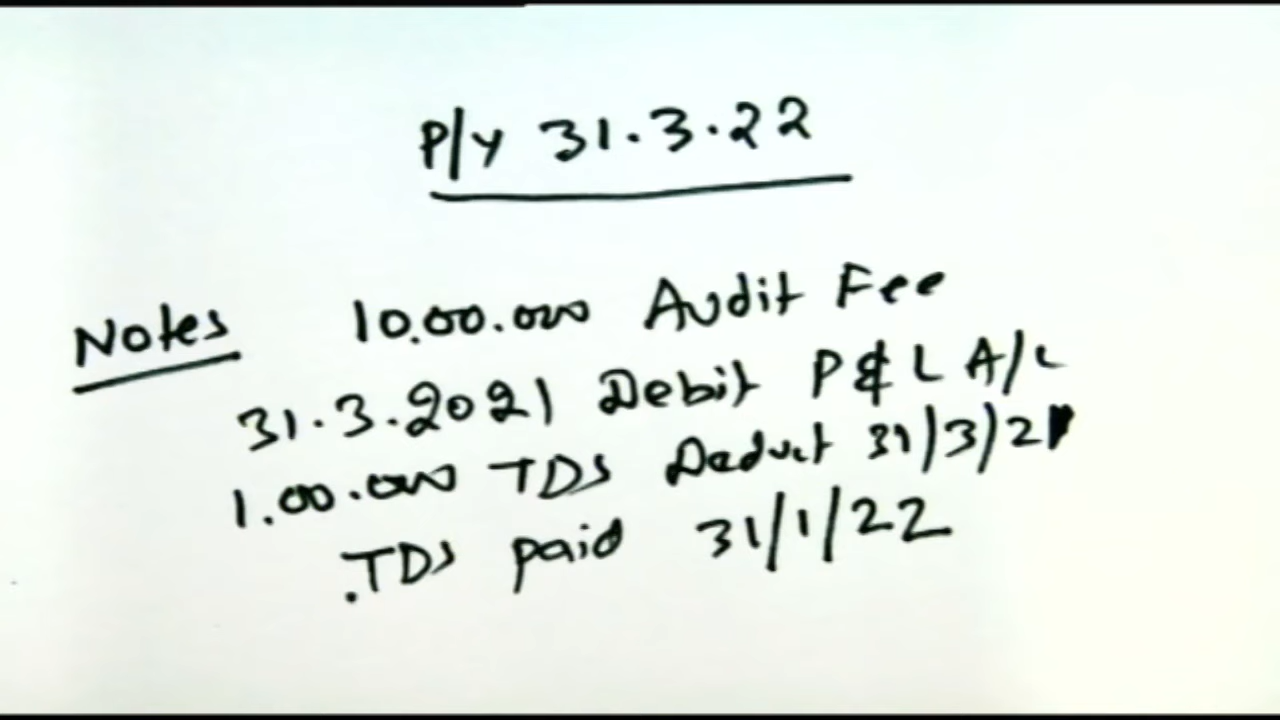 P/Y 31.3.22
Notes 10.00.000 Audit Fee
31.3.2021 Debit P & L A/c
1.00.000 TDS Deduct 31/3/21
.TDS paid 31/1/22